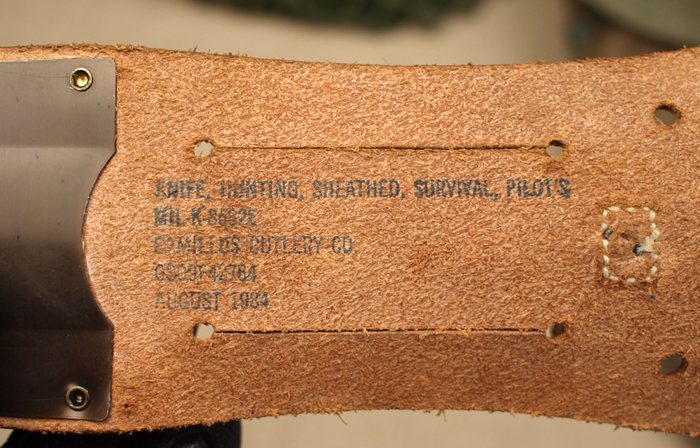 KNIFE, HUNTING, SHEATHED, SURVIVAL, PILOT'S
MIL K-8662E
CAMILLUS CUTLERY CO.
AUGUST 1984